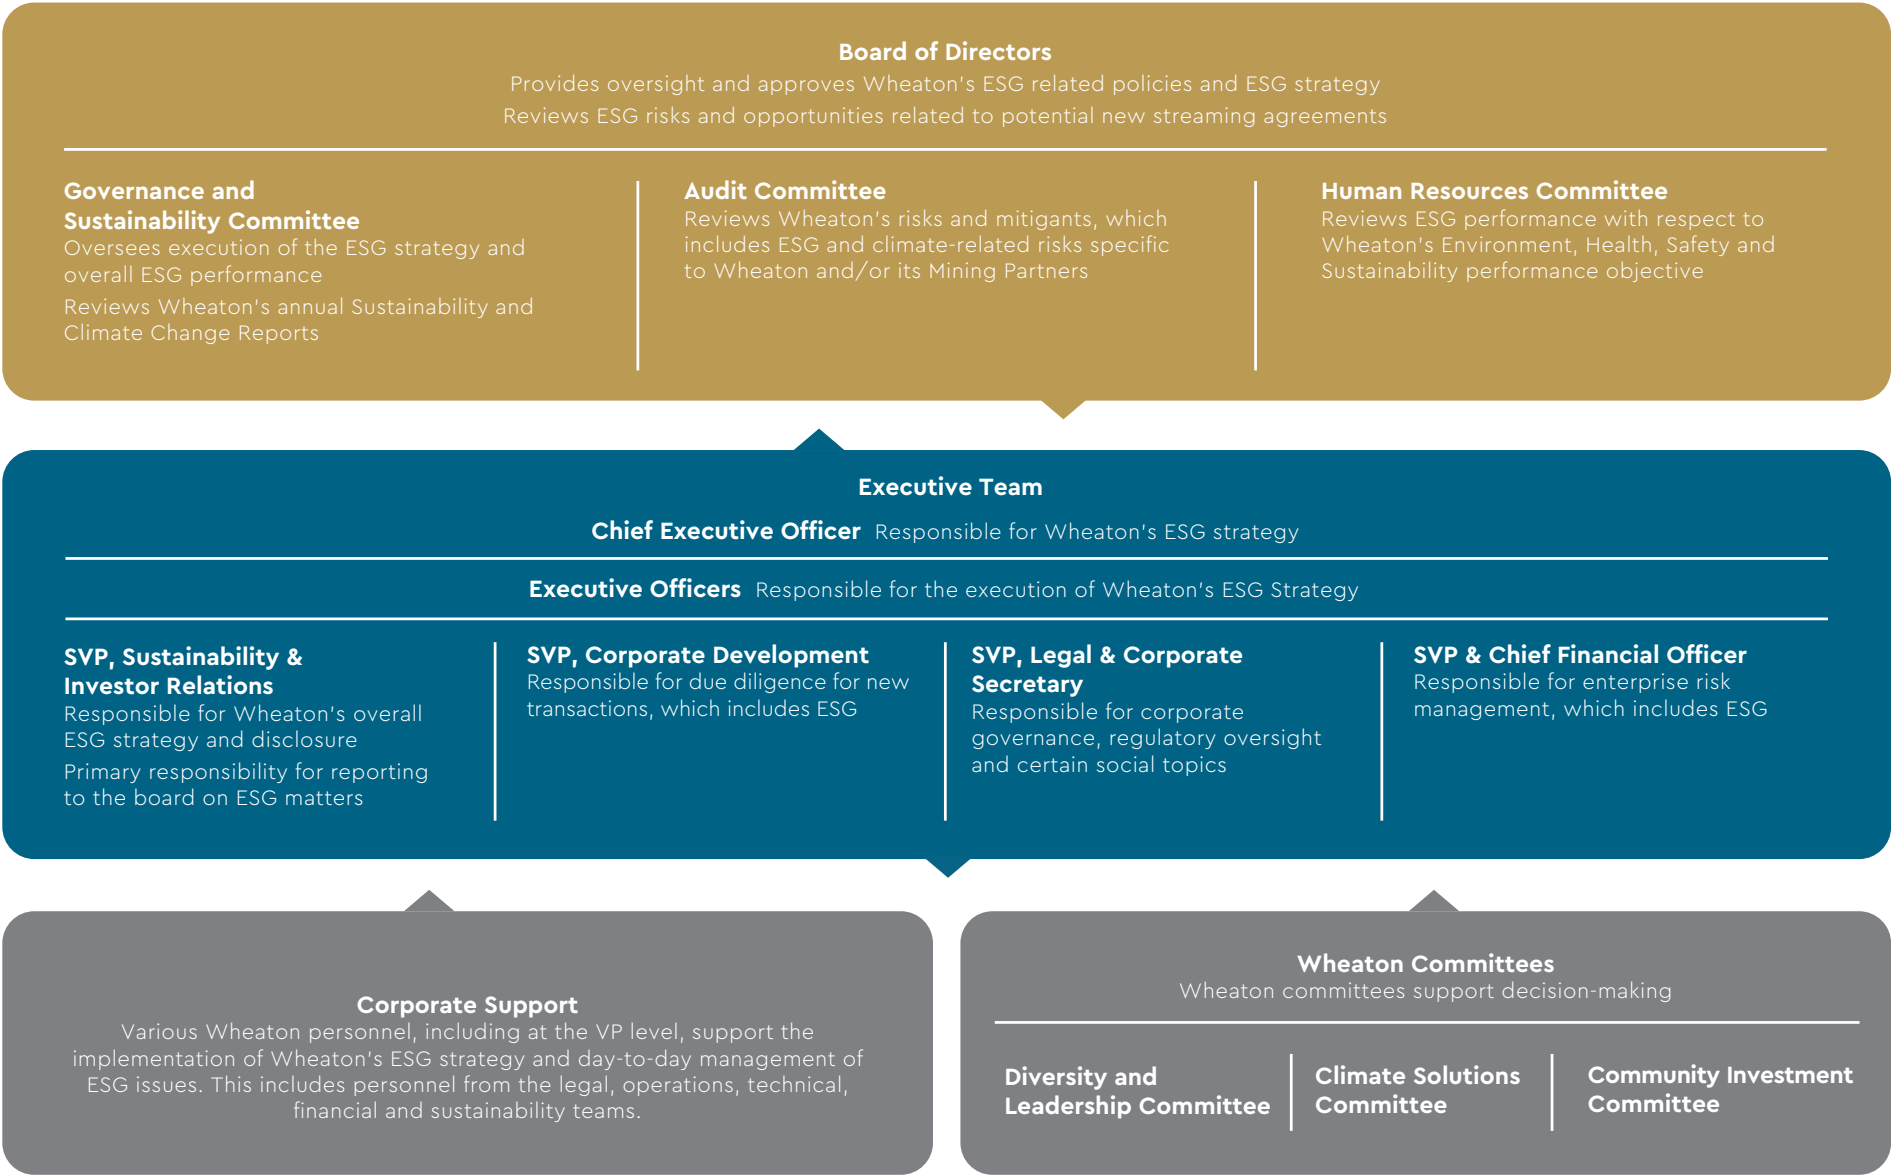 Board of Directors
Provides oversight and approves Wheaton's ESG related policies and ESG strategy
Reviews ESG risks and opportunities related to potential new streaming agreements
Governance and
Sustainability Committee
Oversees execution of the ESG strategy and
overall ESG performance
Reviews Wheaton's annual Sustainability and
Climate Change Reports
Audit Committee
Reviews Wheaton's risks and mitigants, which
includes ESG and climate-related risks specific
to Wheaton and/or its Mining Partners
Human Resources Committee
Reviews ESG performance with respect to
Wheaton's Environment, Health, Safety and
Sustainability performance objective
Executive Team
Chief Executive Officer Responsible for Wheaton's ESG strategy
Executive Officers Responsible for the execution of Wheaton's ESG Strategy
SVP, Sustainability &
Investor Relations
Responsible for Wheaton's overall
ESG strategy and disclosure
Primary responsibility for reporting
to the board on ESG matters
SVP, Corporate Development
Responsible for due diligence for new
transactions, which includes ESG
SVP, Legal & Corporate
Secretary
Responsible for corporate
governance, regulatory oversight
and certain social topics
SVP & Chief Financial Officer
Responsible for enterprise risk
management, which includes ESG
Corporate Support
Various Wheaton personnel, including at the VP level, support the
implementation of Wheaton's ESG strategy and day-to-day management of
ESG issues. This includes personnel from the legal, operations, technical,
financial and sustainability teams.
Wheaton Committees
Wheaton committees support decision-making
Diversity and
Leadership Committee
Climate Solutions
Committee
Community Investment
Committee